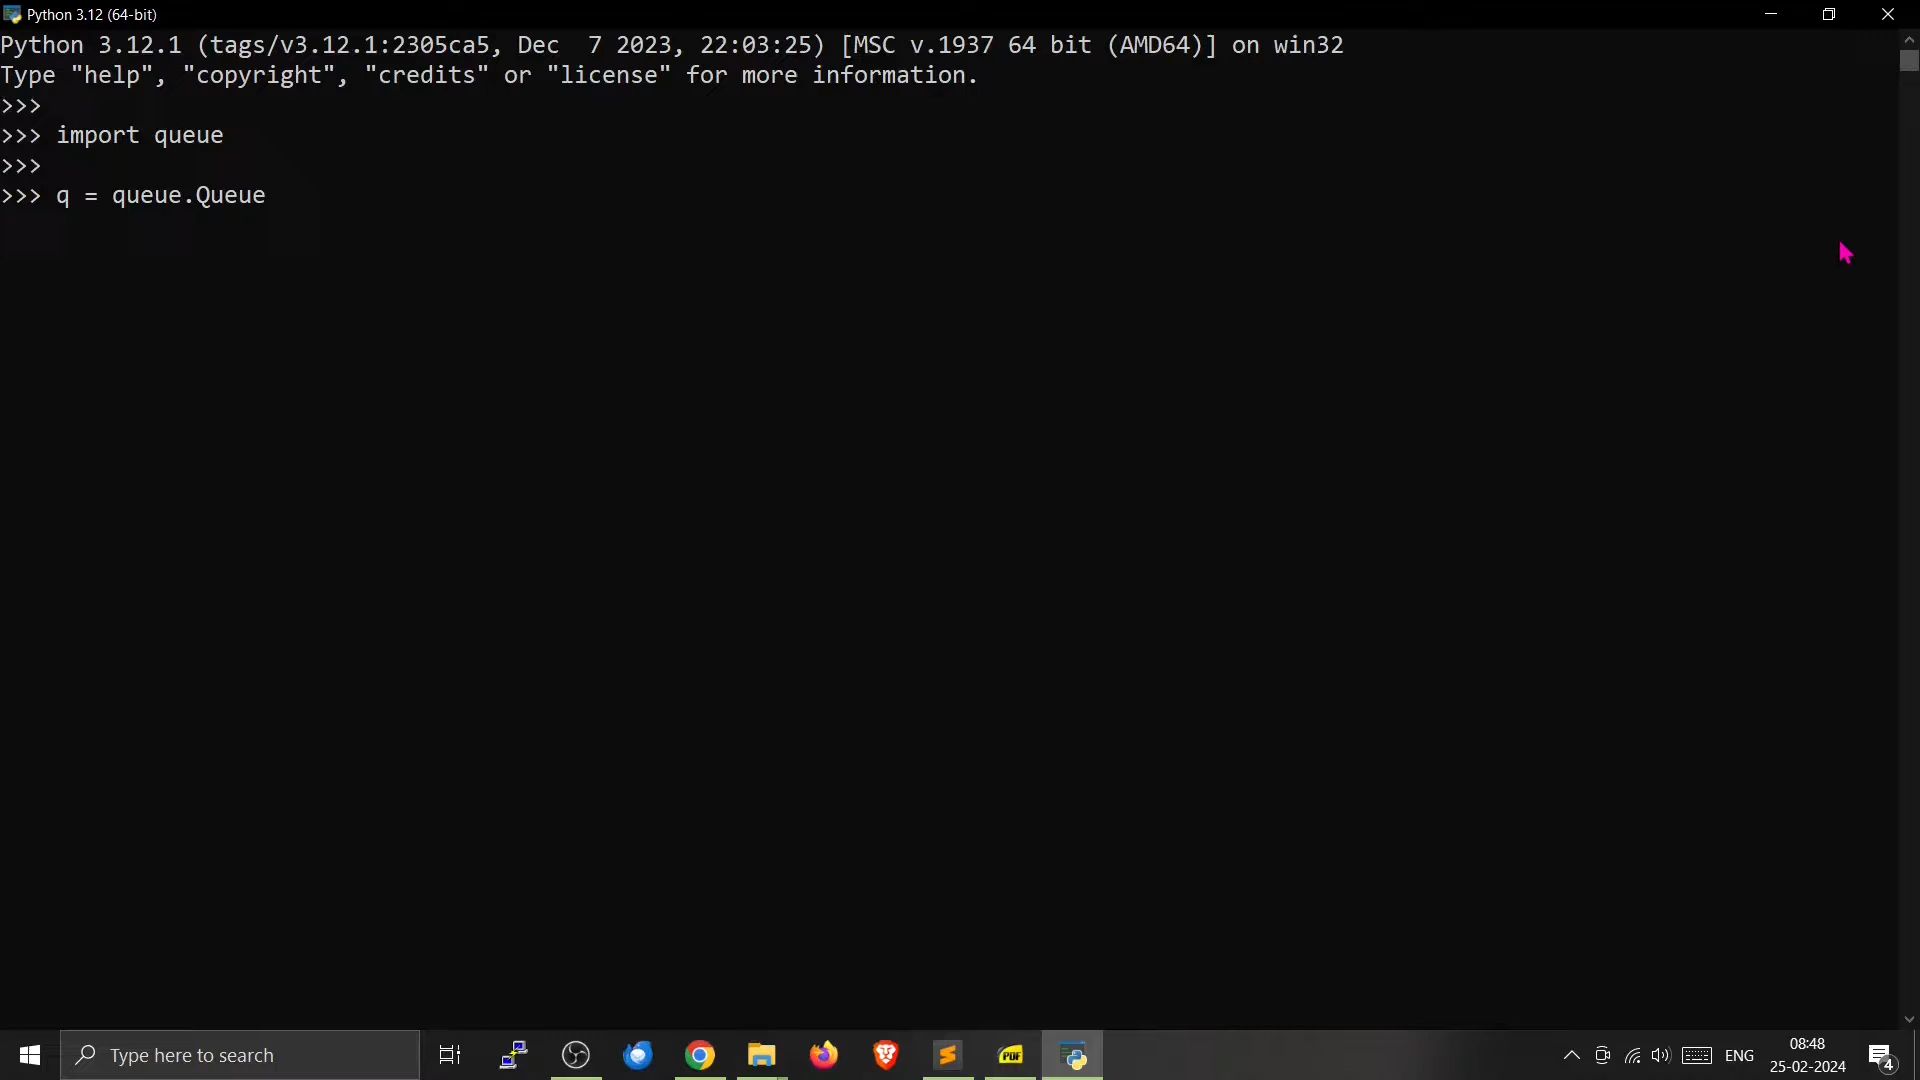 Python 3.12 (64-bit)
Python 3.12.1 (tags/v3.12.1:2305ca5, Dec  7 2023, 22:03:25) [MSC v.1937 64 bit (AMD64)] on win32
Type "help", "copyright", "credits" or "license" for more information.
>>>
>>> import queue
>>>
>>> q = queue.Queue
Type here to search
PDF
ENG
08:48
25-02-2024
4